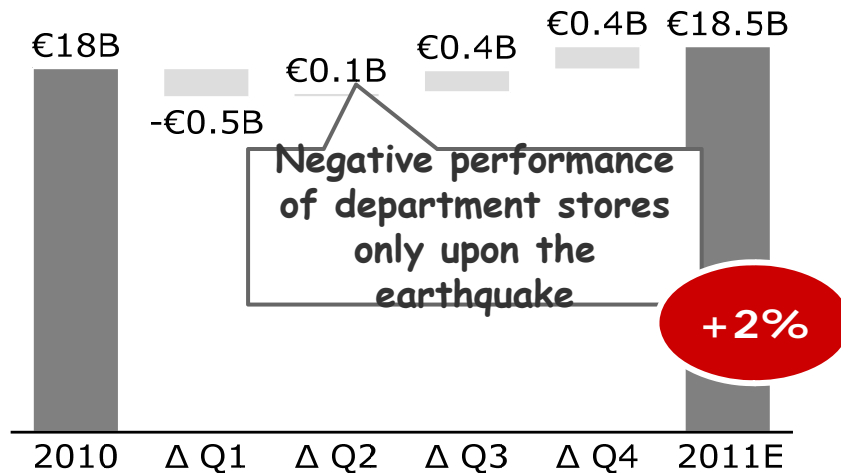 €18B
-€0.5B
€0.1B
€0.4B
€0.4B
€18.5B
Negative performance
of department stores
only upon the
earthquake
+2%
2010
Δ Q1
Δ Q2
Δ Q3
Δ Q4
2011E